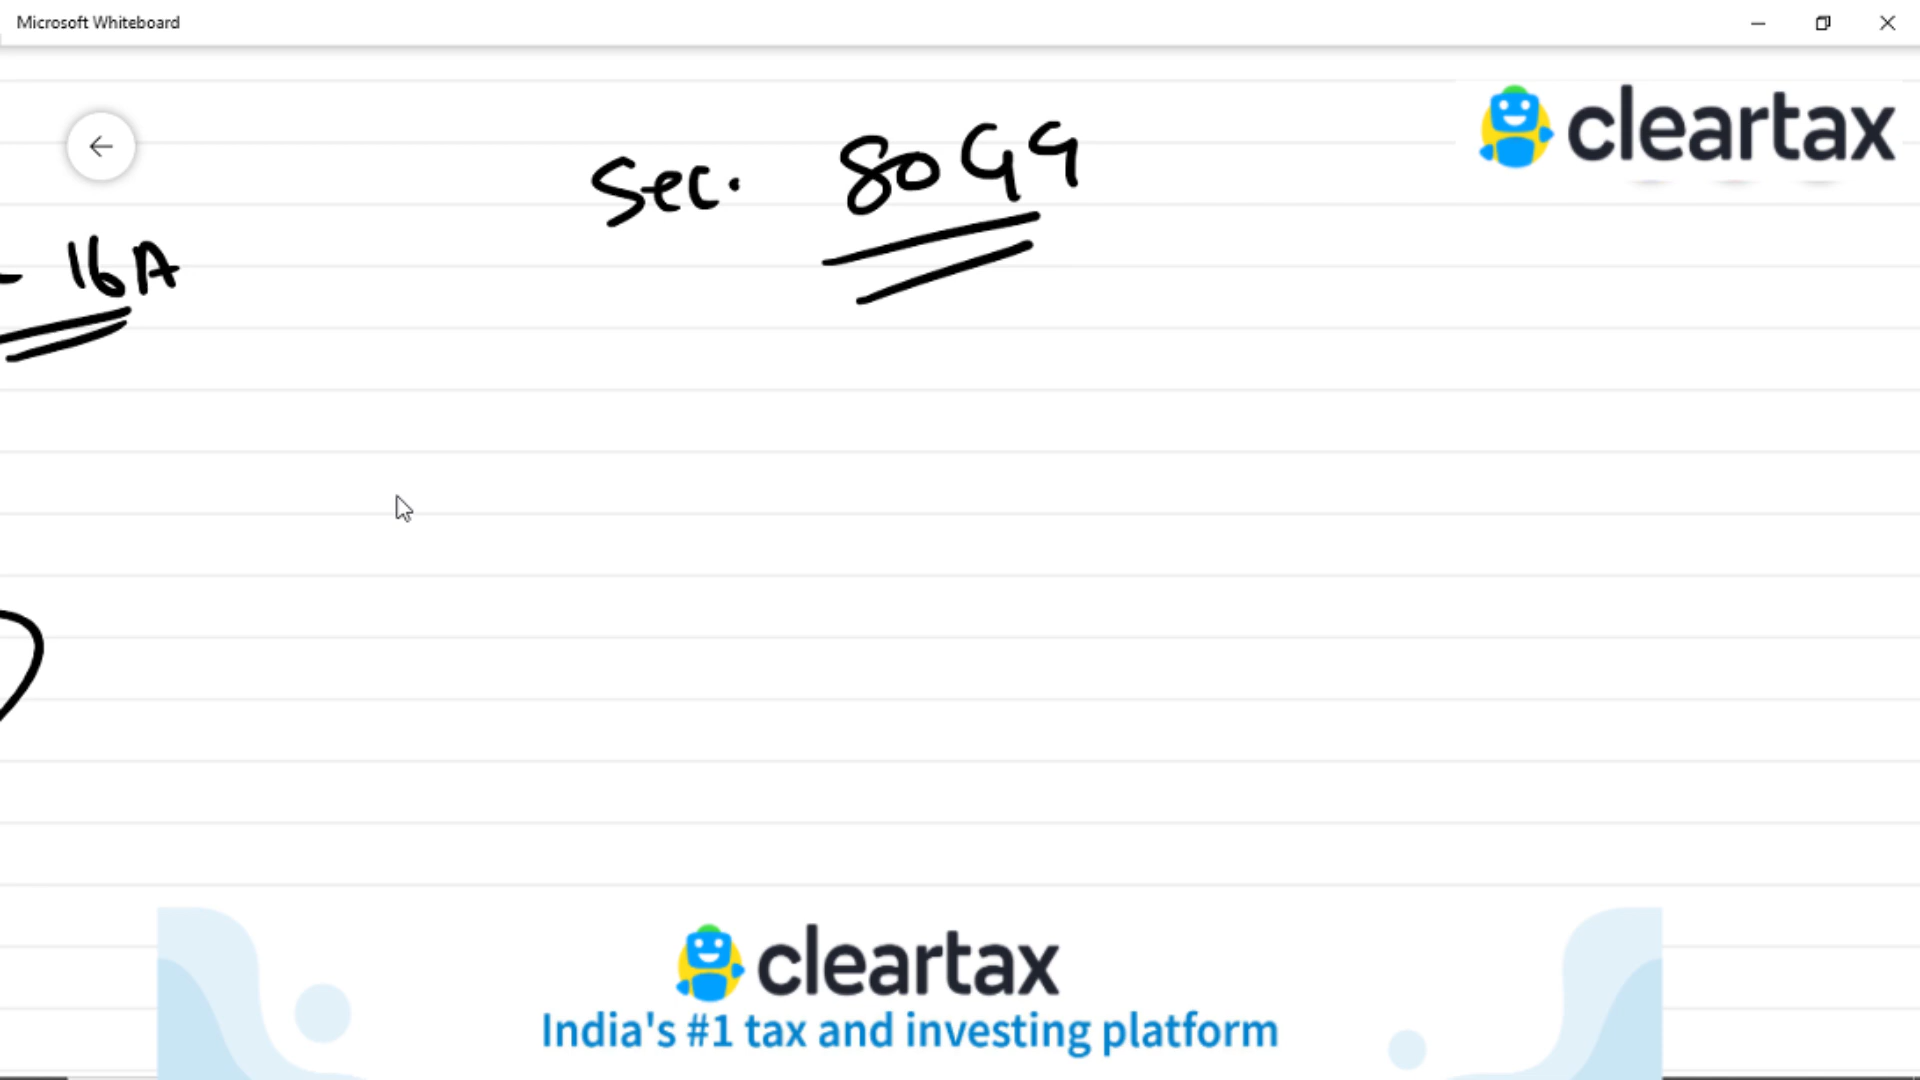 Microsoft Whiteboard
cleartax
Sec. 80GG
- 16A
cleartax
India's #1 tax and investing platform